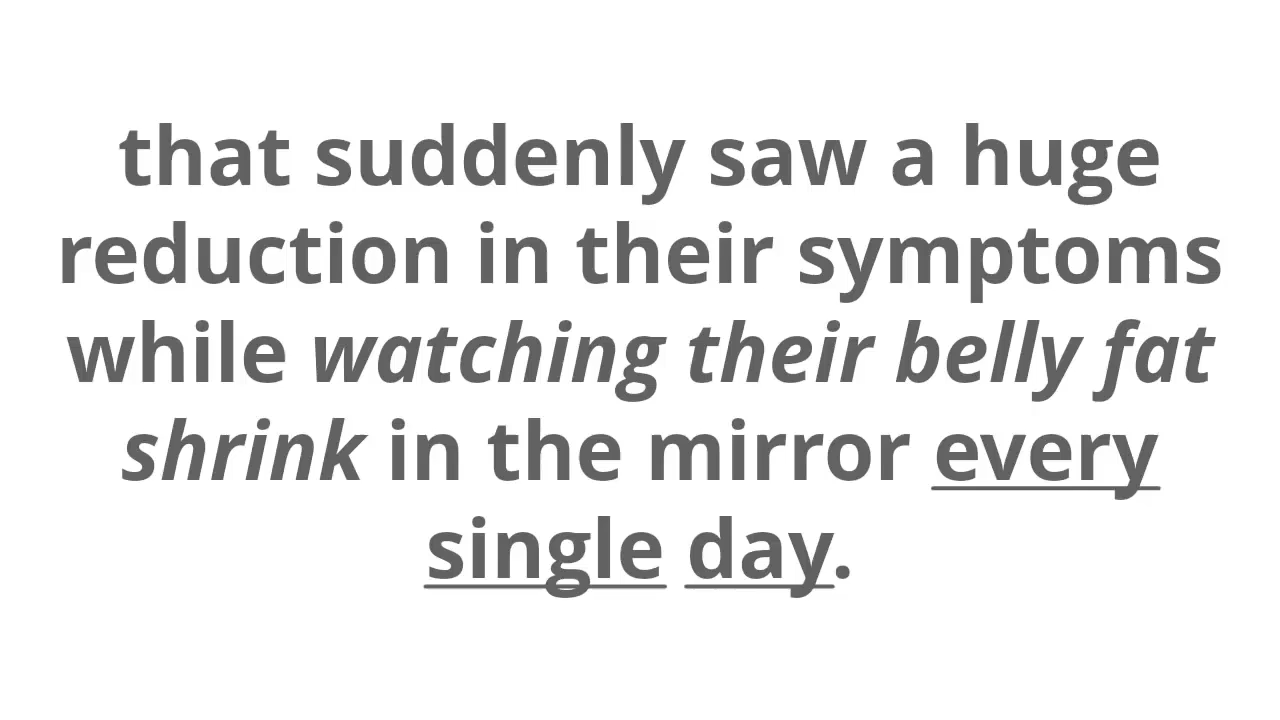 that suddenly saw a huge
reduction in their symptoms
while watching their belly fat
shrink in the mirror every
single day.